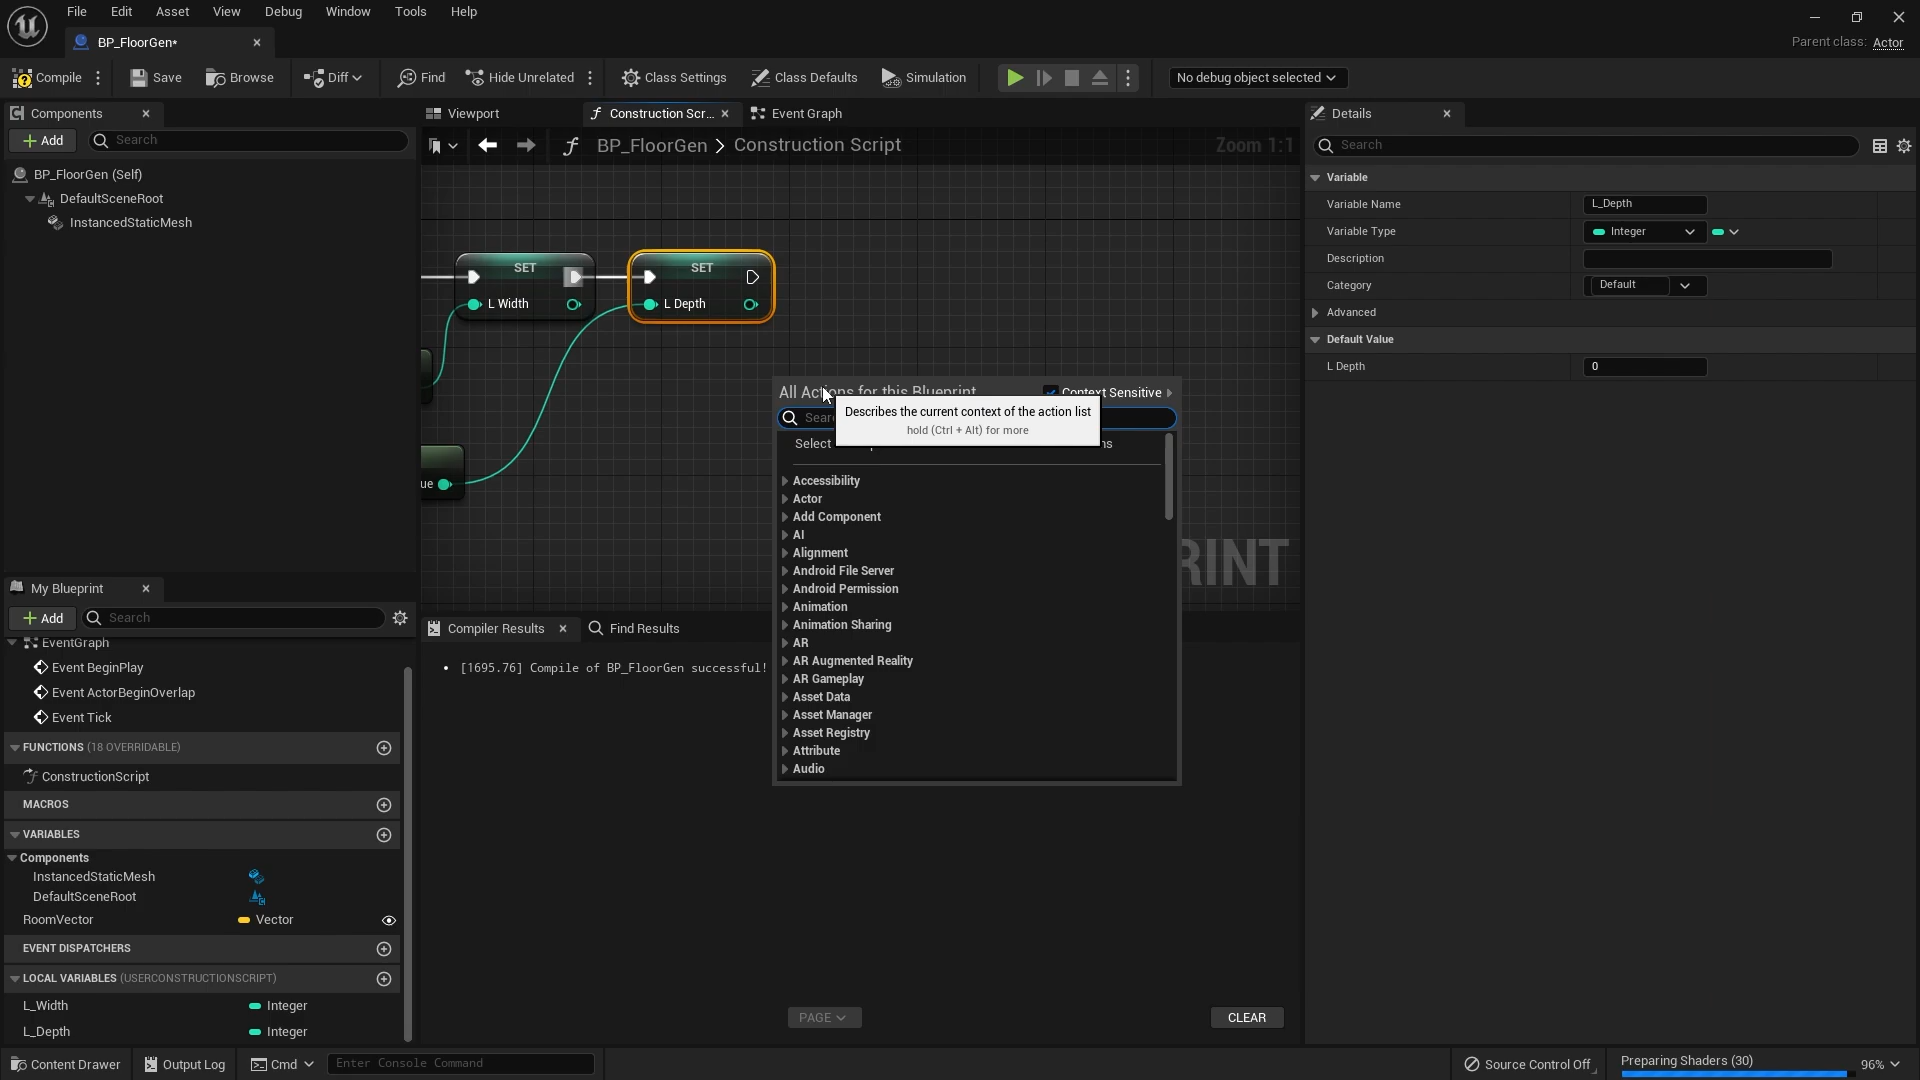 File Edit Asset View Debug Window Tools Help
BP_FloorGen*
Parent class: Actor
Compile Save Browse Diff Find Hide Unrelated Class Settings Class Defaults Simulation No debug object selected
Components
Add Search
BP_FloorGen (Self)
DefaultSceneRoot
InstancedStaticMesh
Viewport Construction Scr... Event Graph
BP_FloorGen > Construction Script Zoom 1:1
SET
L Width
SET
L Depth
ue
RINT
All Actions for this Blueprint Context Sensitive
Describes the current context of the action list
hold (Ctrl + Alt) for more
Select
Accessibility
Actor
Add Component
AI
Alignment
Android File Server
Android Permission
Animation
Animation Sharing
AR
AR Augmented Reality
AR Gameplay
Asset Data
Asset Manager
Asset Registry
Attribute
Audio
Compiler Results Find Results
[1695.76] Compile of BP_FloorGen successful!
PAGE CLEAR
Details
Search
Variable
Variable Name L_Depth
Variable Type Integer
Description
Category Default
Advanced
Default Value
L Depth 0
My Blueprint
Add Search
EventGraph
Event BeginPlay
Event ActorBeginOverlap
Event Tick
FUNCTIONS (18 OVERRIDABLE)
ConstructionScript
MACROS
VARIABLES
Components
InstancedStaticMesh
DefaultSceneRoot
RoomVector Vector
EVENT DISPATCHERS
LOCAL VARIABLES (USERCONSTRUCTIONSCRIPT)
L_Width Integer
L_Depth Integer
Content Drawer Output Log Cmd Enter Console Command
Source Control Off Preparing Shaders (30) 96%